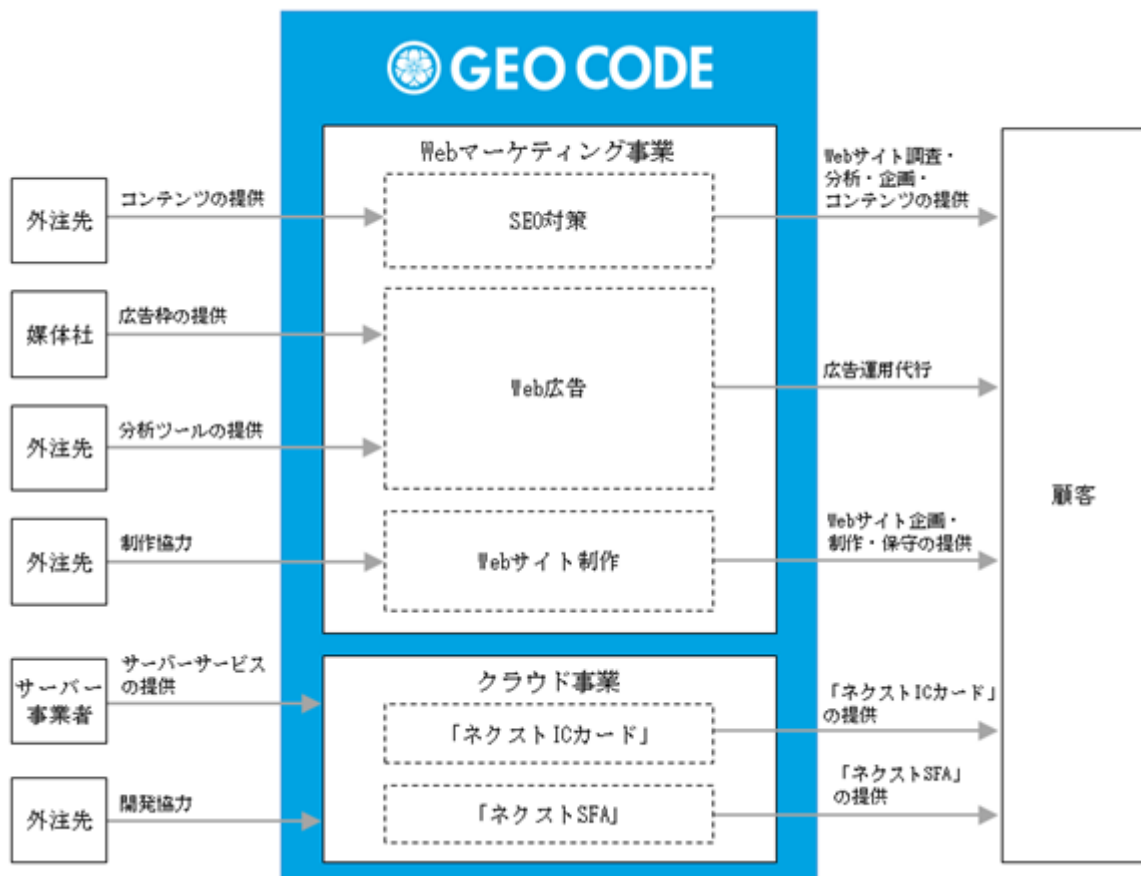 GEO CODE
Webマーケティング事業
外注先
コンテンツの提供
SEO対策
Webサイト調査・
分析・企画・
コンテンツの提供
媒体社
広告枠の提供
Web広告
広告運用代行
外注先
分析ツールの提供
外注先
制作協力
Webサイト制作
Webサイト企画・
制作・保守の提供
顧客
クラウド事業
サーバー
事業者
サーバーサービス
の提供
「ネクストICカード」
「ネクストICカード」
の提供
外注先
開発協力
「ネクストSFA」
「ネクストSFA」
の提供